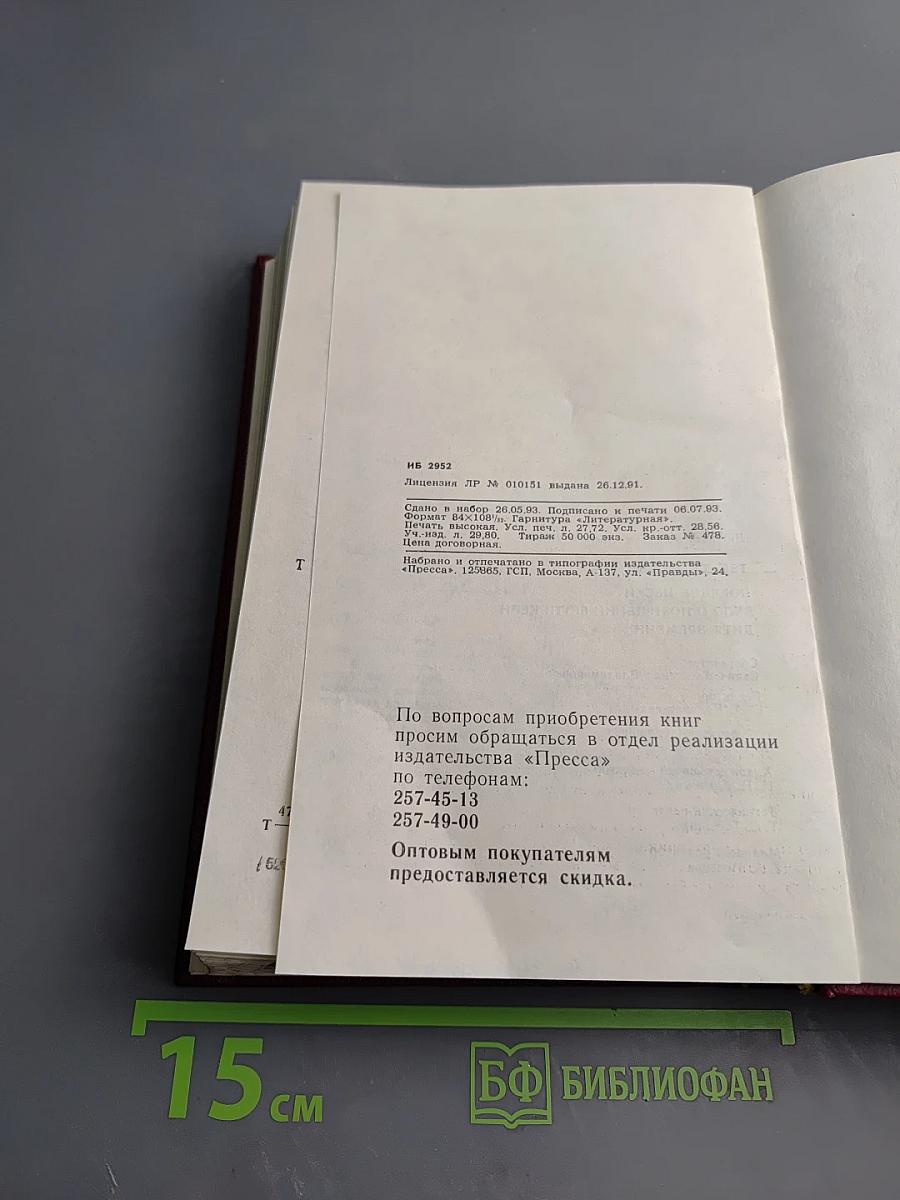 ИБ 2952
Лицензия ЛР № 010151 выдана 26.12.91.
Сдано в набор 26.05.93. Подписано к печати 06.07.93.
Формат 84×108¹/₃₂. Гарнитура «Литературная».
Печать высокая. Усл. печ. л. 27,72. Усл. кр.-отт. 28,56.
Уч.-изд. л. 29,80. Тираж 50 000 экз. Заказ № 478.
Цена договорная.
Набрано и отпечатано в типографии издательства
«Пресса». 125865, ГСП, Москва, А-137, ул. «Правды», 24.
Т
По вопросам приобретения книг
просим обращаться в отдел реализации
издательства «Пресса»
по телефонам:
257-45-13
257-49-00
Оптовым покупателям
предоставляется скидка.
47
Т
15 см
БФ БИБЛИОФАН